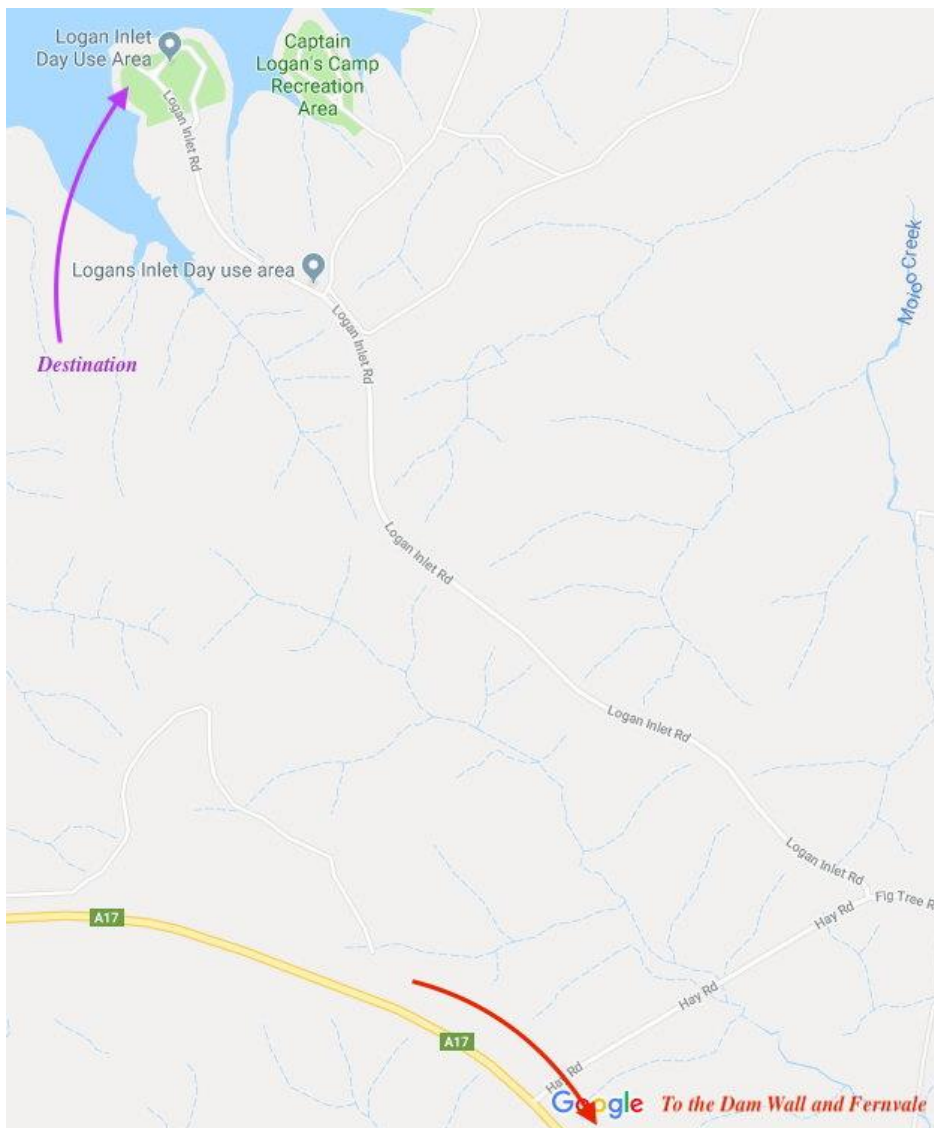 Logan Inlet
Day Use Area
Captain
Logan's Camp
Recreation
Area
Logan Inlet Rd
Moloo Creek
Logans Inlet Day use area
Logan Inlet Rd
Destination
Logan Inlet Rd
Logan Inlet Rd
Logan Inlet Rd
Fig Tree R
A17
Hay Rd
Hay Rd
A17
Hay Rd
Google
To the Dam Wall and Fernvale